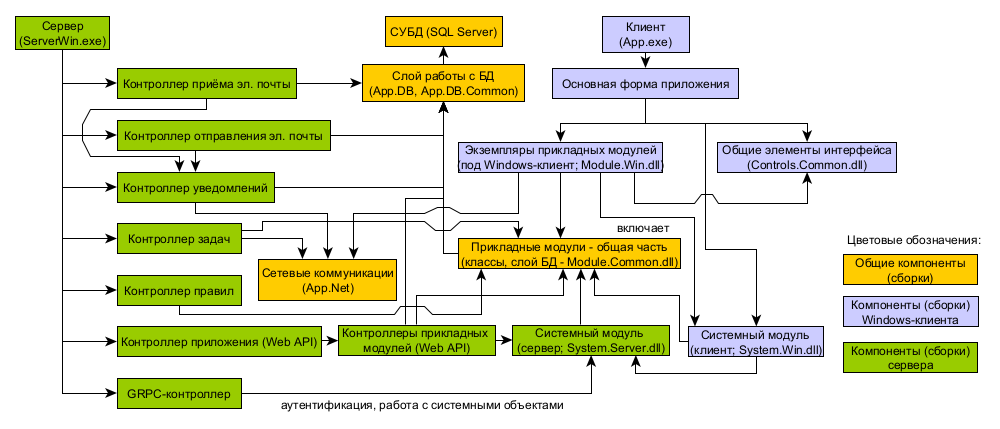 Сервер
(ServerWin.exe)
СУБД (SQL Server)
Клиент
(App.exe)
Контроллер приёма эл. почты
Слой работы с БД
(App.DB, App.DB.Common)
Основная форма приложения
Контроллер отправления эл. почты
Экземпляры прикладных модулей
(под Windows-клиент; Module.Win.dll)
Общие элементы интерфейса
(Controls.Common.dll)
Контроллер уведомлений
включает
Контроллер задач
Прикладные модули - общая часть
(классы, слой БД - Module.Common.dll)
Цветовые обозначения:
Сетевые коммуникации
(App.Net)
Общие компоненты
(сборки)
Контроллер правил
Компоненты (сборки)
Windows-клиента
Контроллер приложения (Web API)
Контроллеры прикладных
модулей (Web API)
Системный модуль
(сервер; System.Server.dll)
Системный модуль
(клиент; System.Win.dll)
Компоненты (сборки)
сервера
GRPC-контроллер
аутентификация, работа с системными объектами